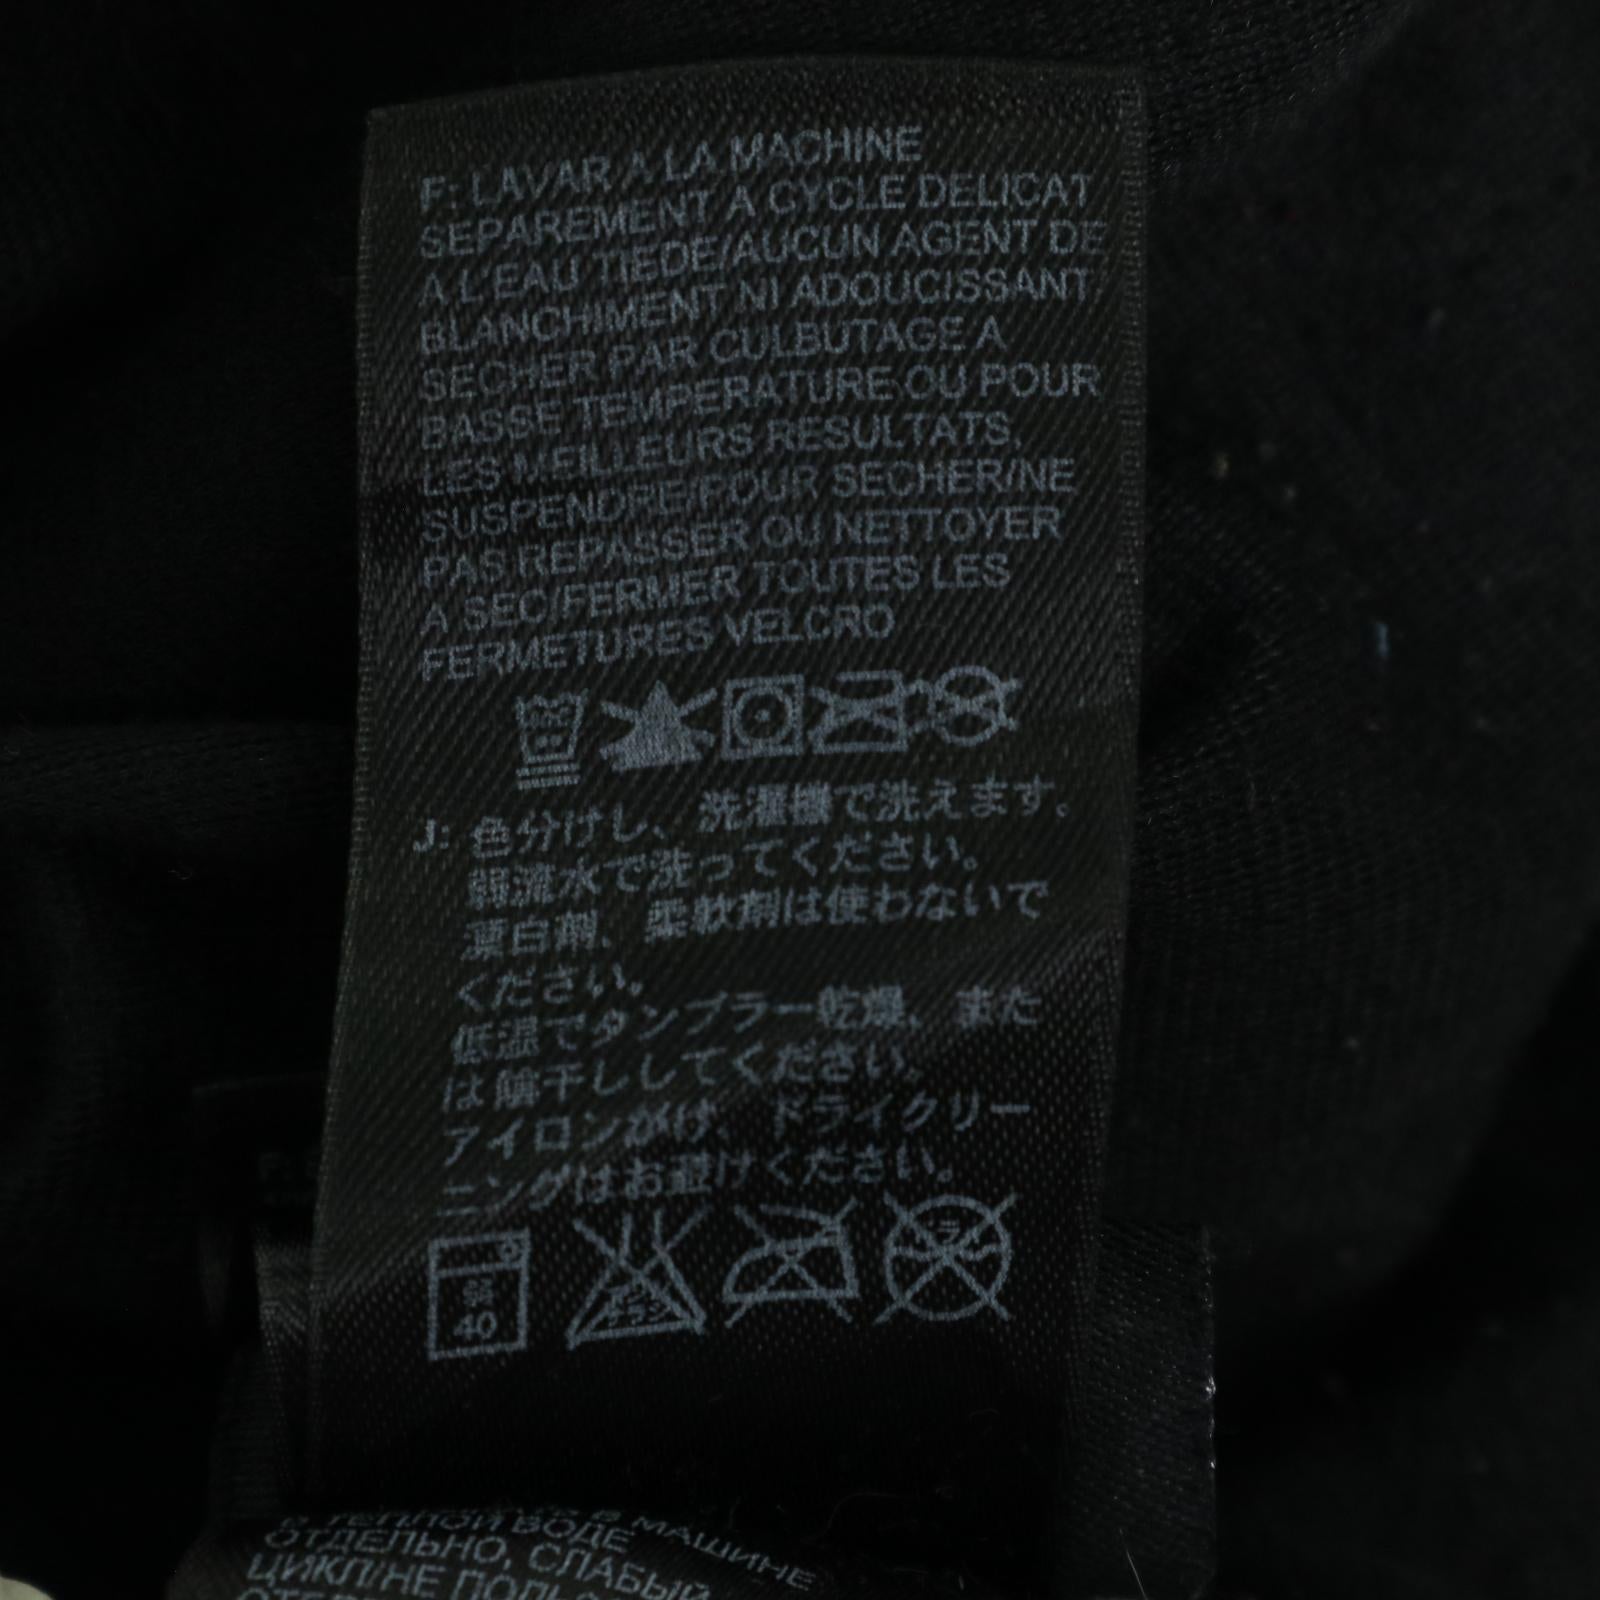 F: LAVAR A LA MACHINE
SEPAREMENT A CYCLE DELICAT
A L'EAU TIEDE/AUCUN AGENT DE
BLANCHIMENT NI ADOUCISSANT
SECHER PAR CULBUTAGE A
BASSE TEMPERATURE OU POUR
LES MEILLEURS RESULTATS,
SUSPENDRE/POUR SECHER/NE
PAS REPASSER OU NETTOYER
A SEC/FERMER TOUTES LES
FERMETURES VELCRO
J: 色分けし、洗濯機で洗えます。
弱流水で洗ってください。
漂白剤、柔軟剤は使わないで
ください。
低温でタンブラー乾燥、また
は陰干ししてください。
アイロンがけ、ドライクリー
ニングはお避けください。
40
ТЕПЛОЙ ВОДЕ В МАШИНЕ
ОТДЕЛЬНО, СЛАБЫЙ
ЦИКЛ/НЕ